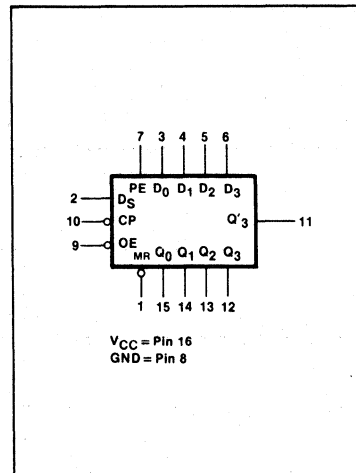 7 3 4 5 6
PE D0 D1 D2 D3
2 DS
10 CP Q'3 11
9 OE
MR Q0 Q1 Q2 Q3
1 15 14 13 12
VCC = Pin 16
GND = Pin 8